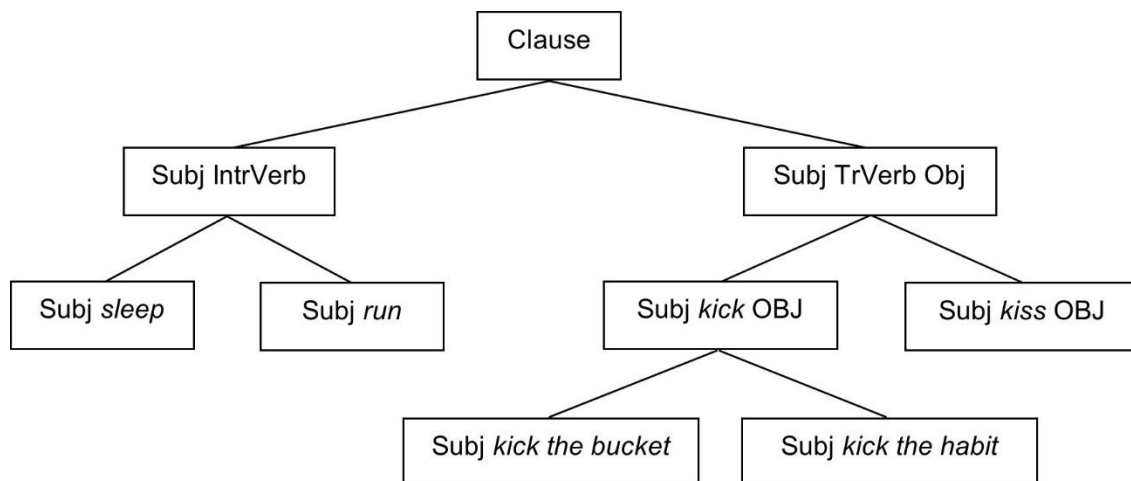 Clause
Subj IntrVerb
Subj TrVerb Obj
Subj sleep
Subj run
Subj kick OBJ
Subj kiss OBJ
Subj kick the bucket
Subj kick the habit